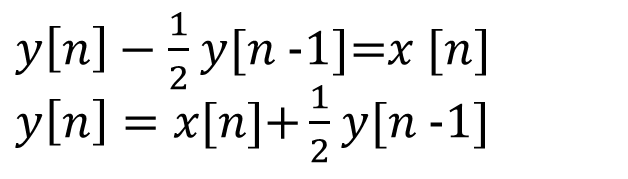 y[n] − 1/2 y[n -1]=x [n]
y[n] = x[n]+ 1/2 y[n -1]